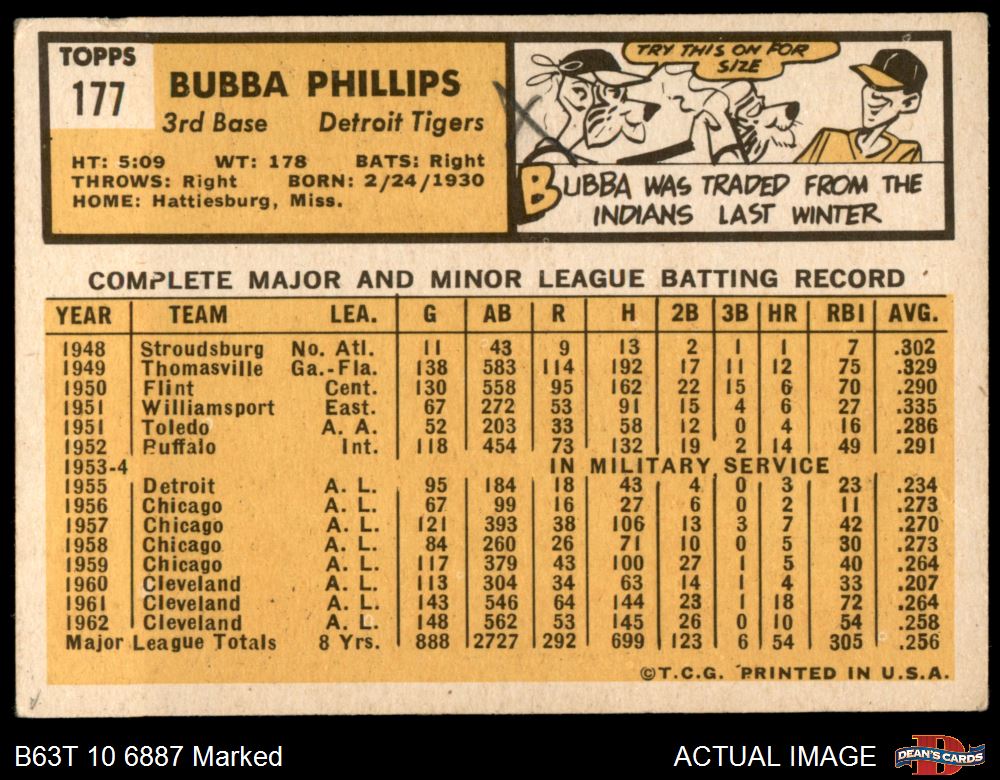 TOPPS
177
BUBBA PHILLIPS
3rd Base Detroit Tigers
HT: 5:09 WT: 178 BATS: Right
THROWS: Right BORN: 2/24/1930
HOME: Hattiesburg, Miss.
TRY THIS ON FOR
SIZE
BUBBA WAS TRADED FROM THE
INDIANS LAST WINTER
COMPLETE MAJOR AND MINOR LEAGUE BATTING RECORD
YEAR TEAM LEA. G AB R H 2B 3B HR RBI AVG.
1948 Stroudsburg No. Atl. 11 43 9 13 2 1 1 7 .302
1949 Thomasville Ga.-Fla. 138 583 114 192 17 11 12 75 .329
1950 Flint Cent. 130 558 95 162 22 15 6 70 .290
1951 Williamsport East. 67 272 53 91 15 4 6 27 .335
1951 Toledo A. A. 52 203 33 58 12 0 4 16 .286
1952 Buffalo Int. 118 454 73 132 19 2 14 49 .291
1953-4 IN MILITARY SERVICE
1955 Detroit A. L. 95 184 18 43 4 0 3 23 .234
1956 Chicago A. L. 67 99 16 27 6 0 2 11 .273
1957 Chicago A. L. 121 393 38 106 13 3 7 42 .270
1958 Chicago A. L. 84 260 26 71 10 0 5 30 .273
1959 Chicago A. L. 117 379 43 100 27 1 5 40 .264
1960 Cleveland A. L. 113 304 34 63 14 1 4 33 .207
1961 Cleveland A. L. 143 546 64 144 23 1 18 72 .264
1962 Cleveland A. L. 148 562 53 145 26 0 10 54 .258
Major League Totals 8 Yrs. 888 2727 292 699 123 6 54 305 .256
©T.C.G. PRINTED IN U.S.A.
B63T 10 6887 Marked
ACTUAL IMAGE
DEAN'S CARDS